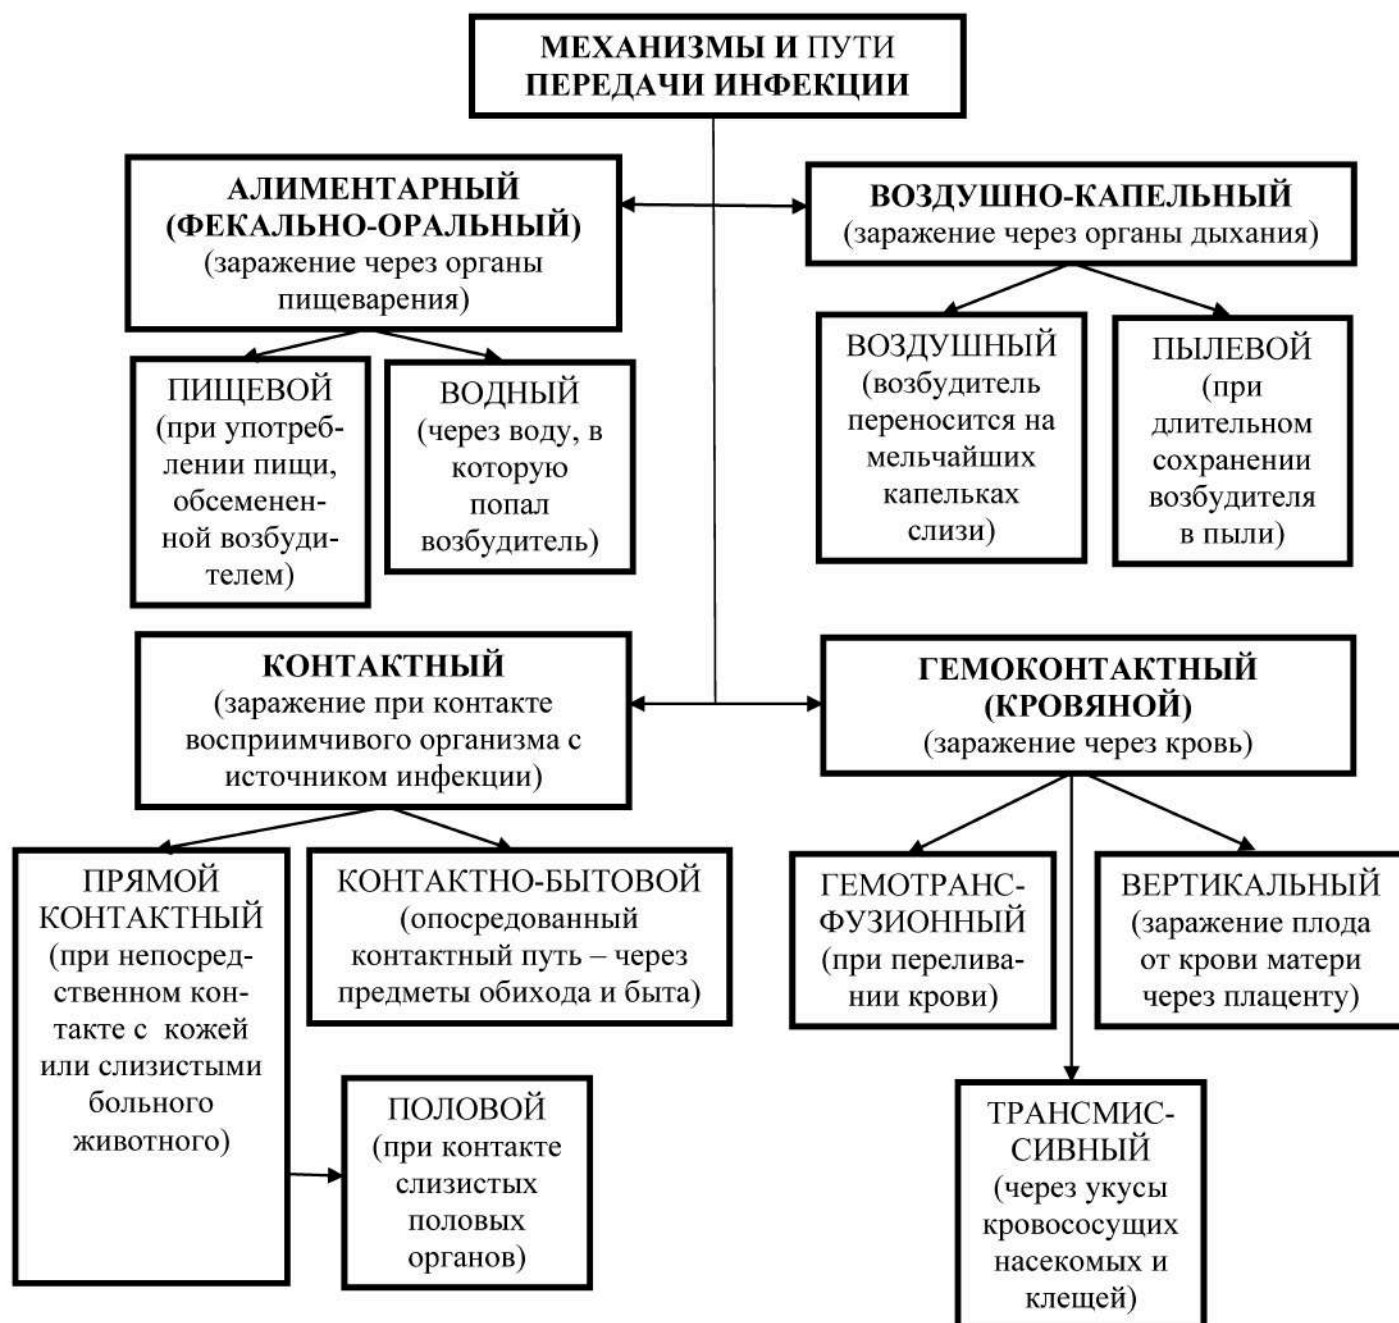 МЕХАНИЗМЫ И ПУТИ
ПЕРЕДАЧИ ИНФЕКЦИИ
АЛИМЕНТАРНЫЙ
(ФЕКАЛЬНО-ОРАЛЬНЫЙ)
(заражение через органы
пищеварения)
ВОЗДУШНО-КАПЕЛЬНЫЙ
(заражение через органы дыхания)
ПИЩЕВОЙ
(при употреб-
лении пищи,
обсеменен-
ной возбуди-
телем)
ВОДНЫЙ
(через воду, в
которую
попал
возбудитель)
ВОЗДУШНЫЙ
(возбудитель
переносится на
мельчайших
капельках
слизи)
ПЫЛЕВОЙ
(при
длительном
сохранении
возбудителя
в пыли)
КОНТАКТНЫЙ
(заражение при контакте
восприимчивого организма с
источником инфекции)
ГЕМОКОНТАКТНЫЙ
(КРОВЯНОЙ)
(заражение через кровь)
ПРЯМОЙ
КОНТАКТНЫЙ
(при непосред-
ственном кон-
такте с кожей
или слизистыми
больного
животного)
КОНТАКТНО-БЫТОВОЙ
(опосредованный
контактный путь – через
предметы обихода и быта)
ПОЛОВОЙ
(при контакте
слизистых
половых
органов)
ГЕМОТРАНС-
ФУЗИОННЫЙ
(при перелива-
нии крови)
ВЕРТИКАЛЬНЫЙ
(заражение плода
от крови матери
через плаценту)
ТРАНСМИС-
СИВНЫЙ
(через укусы
кровососущих
насекомых и
клещей)